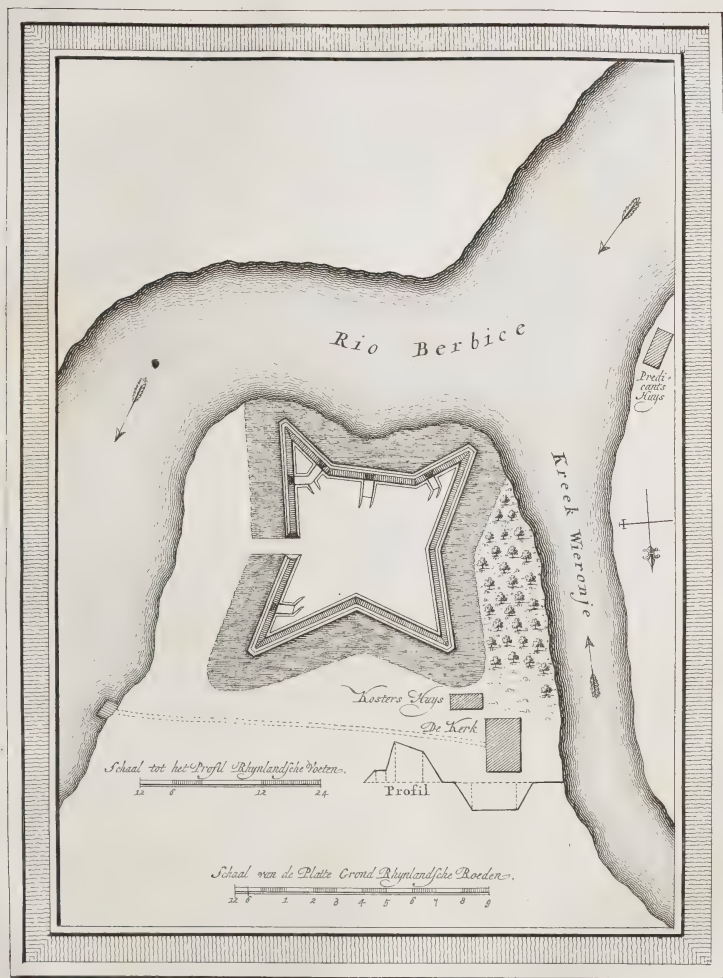 Rio Berbice
Predi-
cants
Huys
Kreek Wieronje
Kosters Huys
De Kerk
Schaal tot het Profil Rhynlandsche Voeten.
12 6 12 24
Profil
Schaal van de Platte Grond Rhynlandsche Roeden.
12 6 1 2 3 4 5 6 7 8 9